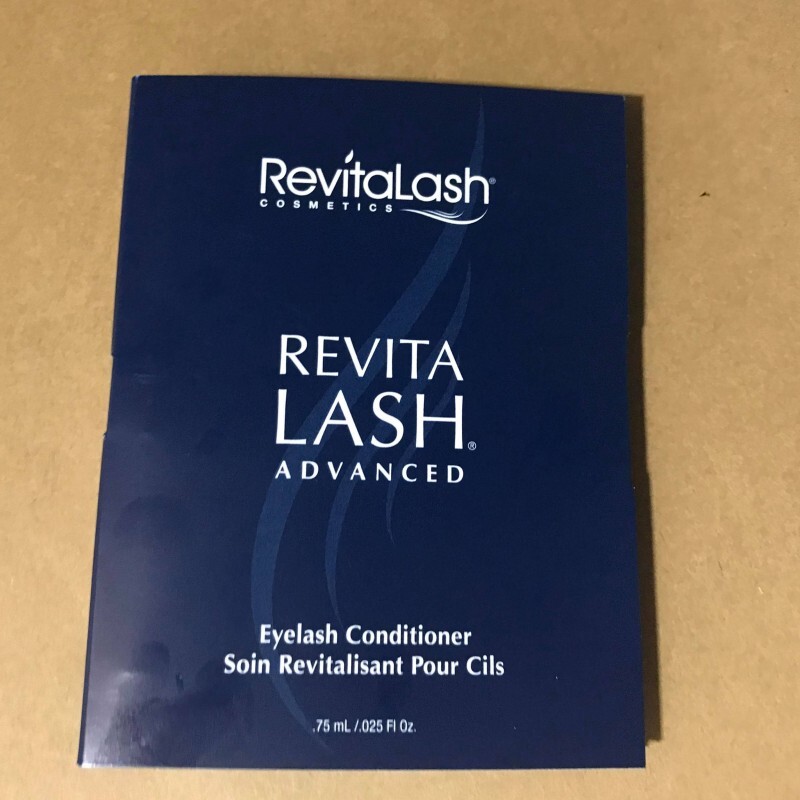 RevitaLash®
COSMETICS
REVITA
LASH®
ADVANCED
Eyelash Conditioner
Soin Revitalisant Pour Cils
.75 mL /.025 Fl Oz.